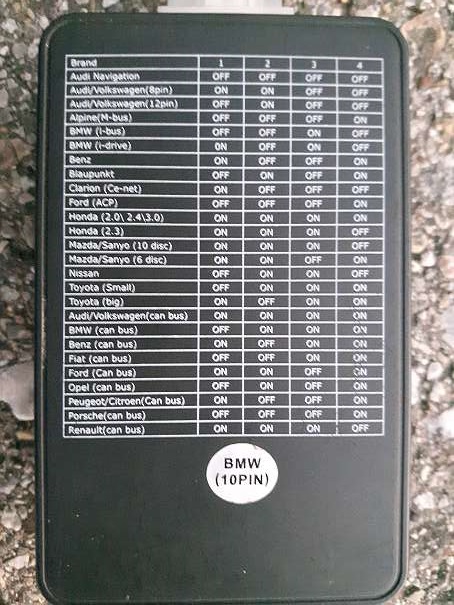 Brand 1 2 3 4
Audi Navigation OFF OFF OFF OFF
Audi/Volkswagen(8pin) ON ON OFF OFF
Audi/Volkswagen(12pin) OFF ON OFF OFF
Alpine(M-bus) OFF OFF OFF ON
BMW (I-bus) OFF OFF ON OFF
BMW (i-drive) ON OFF ON OFF
Benz ON OFF OFF ON
Blaupunkt OFF ON OFF ON
Clarion (Ce-net) ON OFF OFF OFF
Ford (ACP) OFF OFF OFF ON
Honda (2.0\ 2.4\3.0) ON ON ON ON
Honda (2.3) ON ON ON OFF
Mazda/Sanyo (10 disc) ON ON ON OFF
Mazda/Sanyo (6 disc) ON ON OFF ON
Nissan OFF ON ON OFF
Toyota (Small) OFF ON ON ON
Toyota (big) ON OFF ON ON
Audi/Volkswagen(can bus) ON ON ON ON
BMW (can bus) OFF ON ON ON
Benz (can bus) ON OFF ON ON
Fiat (can bus) OFF OFF ON ON
Ford (Can bus) ON ON OFF ON
Opel (can bus) OFF ON OFF ON
Peugeot/Citroen(Can bus) ON OFF OFF ON
Porsche(can bus) OFF OFF OFF ON
Renault(can bus) ON ON ON OFF
BMW
(10PIN)